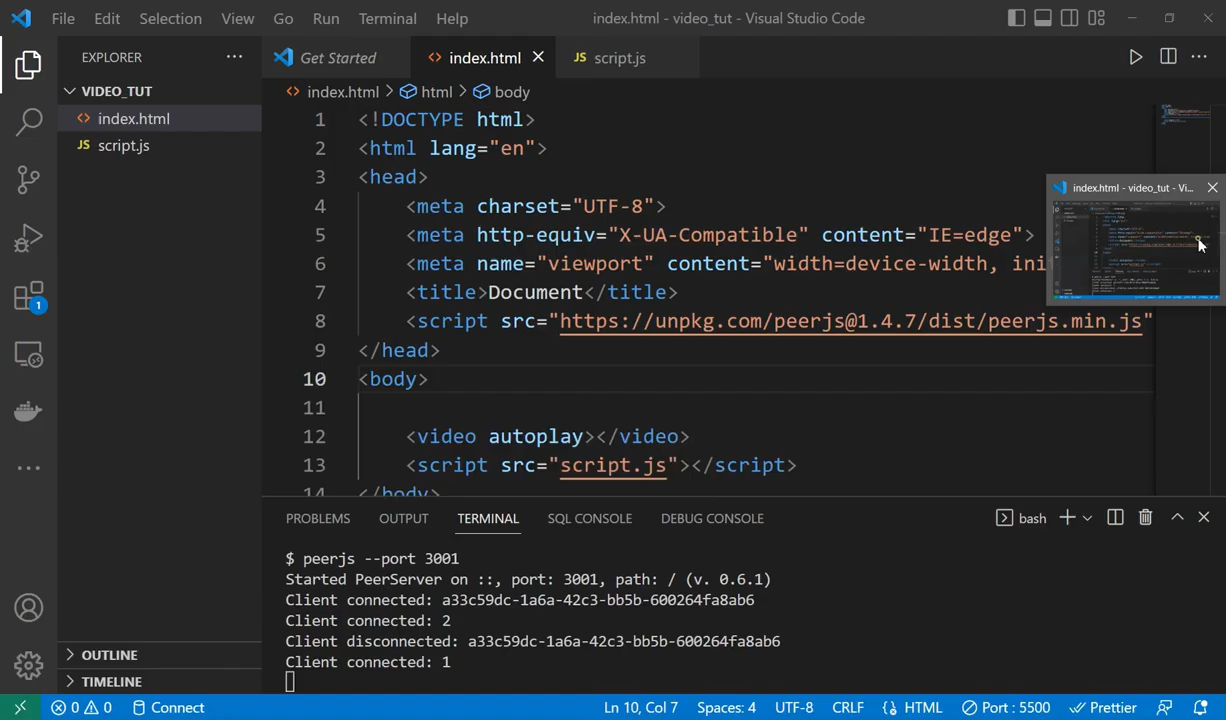 File Edit Selection View Go Run Terminal Help index.html - video_tut - Visual Studio Code
EXPLORER
VIDEO_TUT
index.html
JS script.js
OUTLINE
TIMELINE
1
Get Started index.html JS script.js
index.html > html > body
1 <!DOCTYPE html>
2 <html lang="en">
3 <head>
4 <meta charset="UTF-8">
5 <meta http-equiv="X-UA-Compatible" content="IE=edge">
6 <meta name="viewport" content="width=device-width, ini
7 <title>Document</title>
8 <script src="https://unpkg.com/peerjs@1.4.7/dist/peerjs.min.js"
9 </head>
10 <body>
11
12 <video autoplay></video>
13 <script src="script.js"></script>
14 </body>
index.html - video_tut - Vi...
PROBLEMS OUTPUT TERMINAL SQL CONSOLE DEBUG CONSOLE bash
$ peerjs --port 3001
Started PeerServer on ::, port: 3001, path: / (v. 0.6.1)
Client connected: a33c59dc-1a6a-42c3-bb5b-600264fa8ab6
Client connected: 2
Client disconnected: a33c59dc-1a6a-42c3-bb5b-600264fa8ab6
Client connected: 1
0 0 Connect Ln 10, Col 7 Spaces: 4 UTF-8 CRLF {} HTML Port : 5500 Prettier